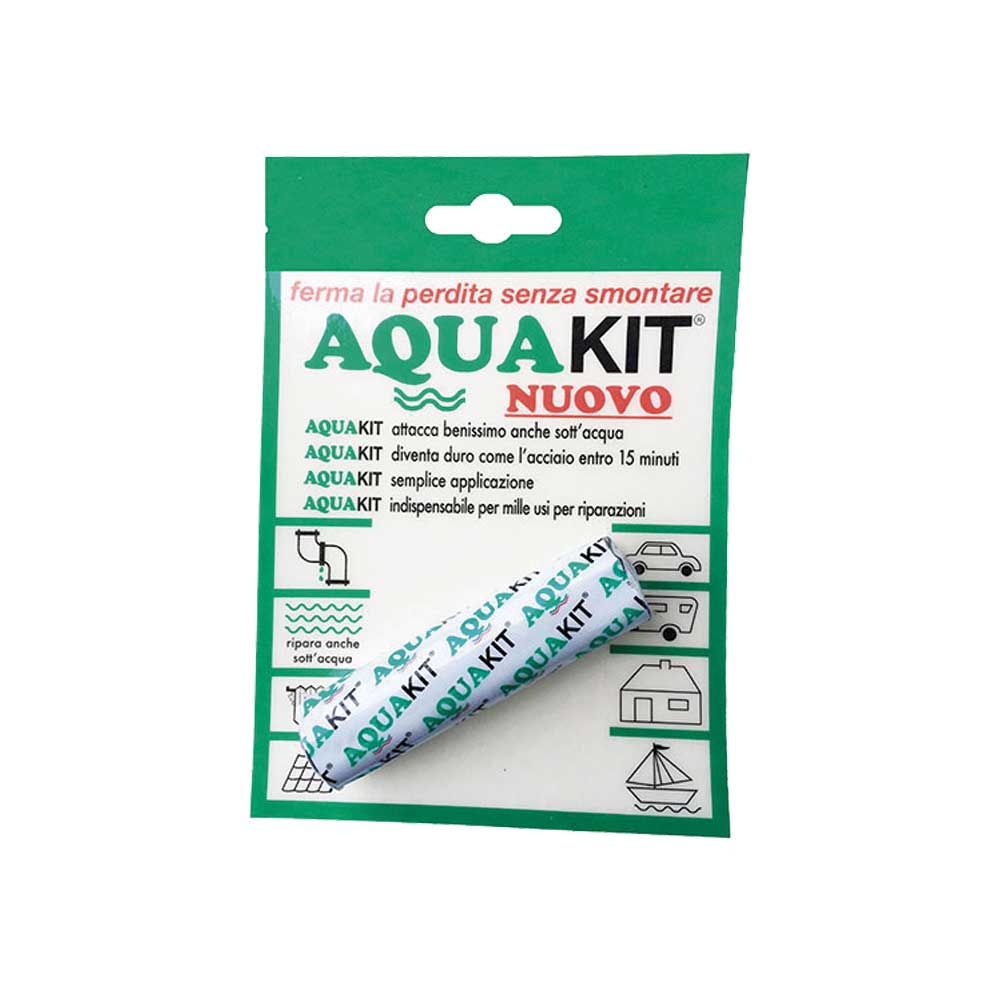 ferma la perdita senza smontare
AQUAKIT®
NUOVO
AQUAKIT attacca benissimo anche sott'acqua
AQUAKIT diventa duro come l'acciaio entro 15 minuti
AQUAKIT semplice applicazione
AQUAKIT indispensabile per mille usi per riparazioni
ripara anche
sott'acqua
AQUAKIT
AQUAKIT®
AQUAKIT®
AQUAKIT®
AQUAKIT®